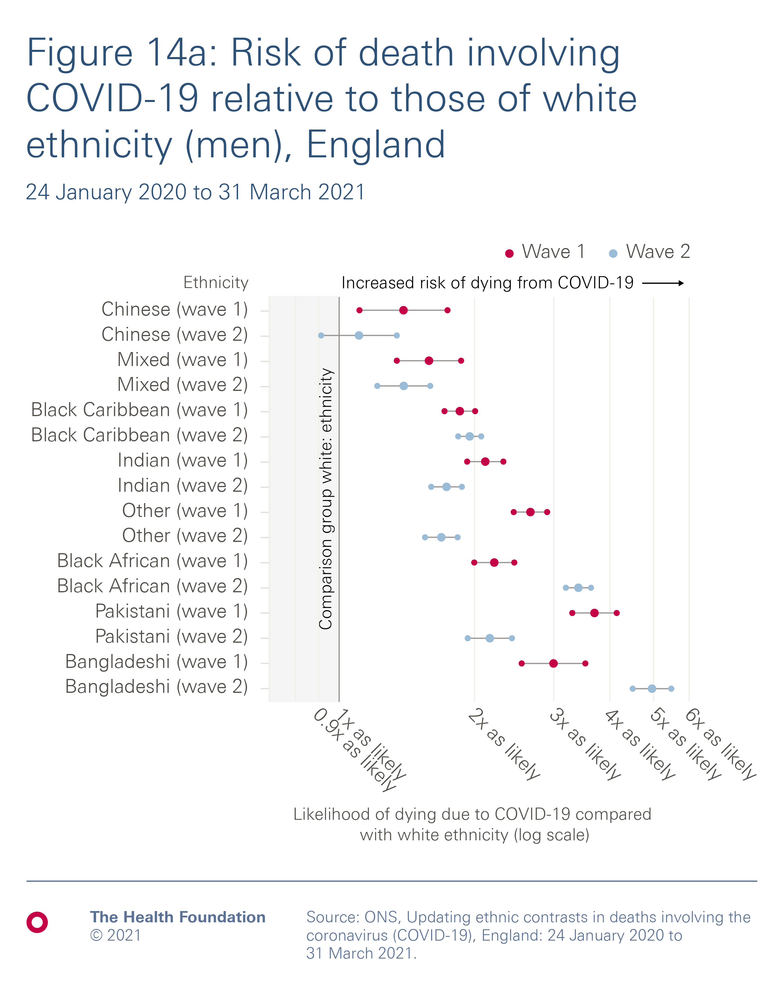 Figure 14a: Risk of death involving
COVID-19 relative to those of white
ethnicity (men), England
24 January 2020 to 31 March 2021
Wave 1
Wave 2
Ethnicity
Increased risk of dying from COVID-19
Chinese (wave 1)
Chinese (wave 2)
Mixed (wave 1)
Mixed (wave 2)
Black Caribbean (wave 1)
Black Caribbean (wave 2)
Indian (wave 1)
Indian (wave 2)
Other (wave 1)
Other (wave 2)
Black African (wave 1)
Black African (wave 2)
Pakistani (wave 1)
Pakistani (wave 2)
Bangladeshi (wave 1)
Bangladeshi (wave 2)
Comparison group white: ethnicity
0.9x as likely
1x as likely
2x as likely
3x as likely
4x as likely
5x as likely
6x as likely
Likelihood of dying due to COVID-19 compared
with white ethnicity (log scale)
The Health Foundation
© 2021
Source: ONS, Updating ethnic contrasts in deaths involving the
coronavirus (COVID-19), England: 24 January 2020 to
31 March 2021.